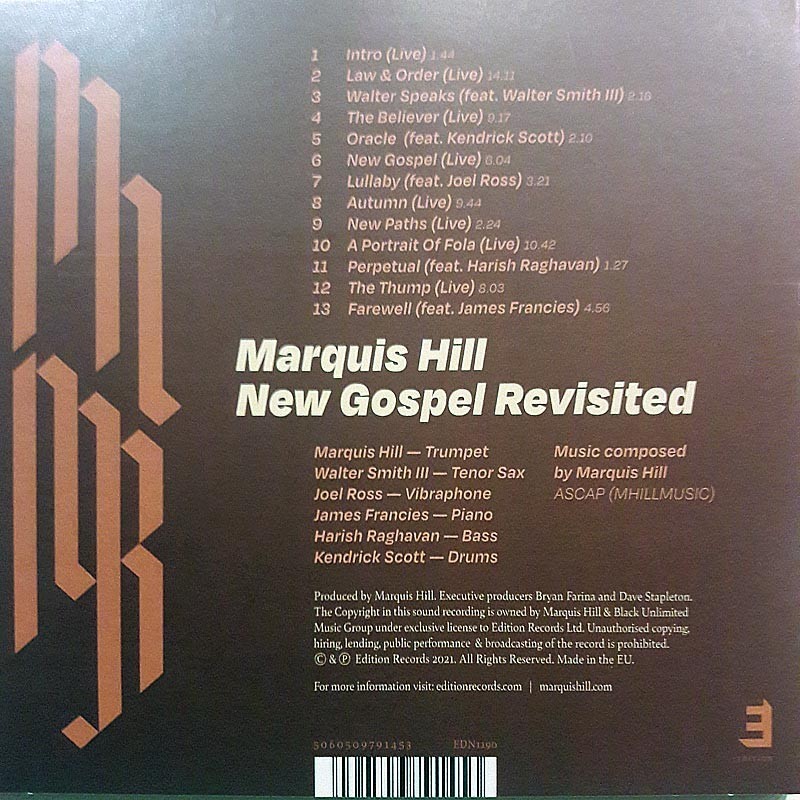 1 Intro (Live) 1.44
2 Law & Order (Live) 14.11
3 Walter Speaks (feat. Walter Smith III) 2.16
4 The Believer (Live) 9.17
5 Oracle (feat. Kendrick Scott) 2.10
6 New Gospel (Live) 8.04
7 Lullaby (feat. Joel Ross) 3.21
8 Autumn (Live) 9.44
9 New Paths (Live) 2.24
10 A Portrait Of Fola (Live) 10.42
11 Perpetual (feat. Harish Raghavan) 1.27
12 The Thump (Live) 8.03
13 Farewell (feat. James Francies) 4.56
Marquis Hill
New Gospel Revisited
Marquis Hill — Trumpet
Walter Smith III — Tenor Sax
Joel Ross — Vibraphone
James Francies — Piano
Harish Raghavan — Bass
Kendrick Scott — Drums
Music composed
by Marquis Hill
ASCAP (MHILLMUSIC)
Produced by Marquis Hill. Executive producers Bryan Farina and Dave Stapleton.
The Copyright in this sound recording is owned by Marquis Hill & Black Unlimited
Music Group under exclusive license to Edition Records Ltd. Unauthorised copying,
hiring, lending, public performance & broadcasting of the record is prohibited.
© & ℗ Edition Records 2021. All Rights Reserved. Made in the EU.
For more information visit: editionrecords.com | marquishill.com
5060509791453 EDN1190